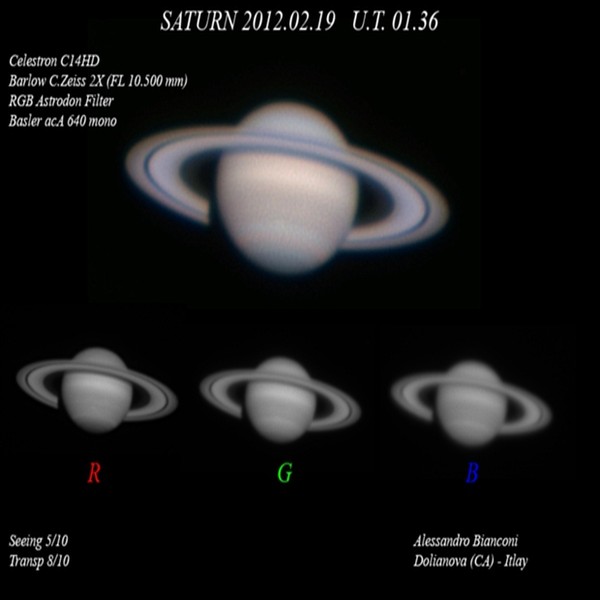 SATURN 2012.02.19 U.T. 01.36
Celestron C14HD
Barlow C.Zeiss 2X (FL 10.500 mm)
RGB Astrodon Filter
Basler acA 640 mono
R G B
Seeing 5/10
Transp 8/10
Alessandro Bianconi
Dolianova (CA) - Itlay